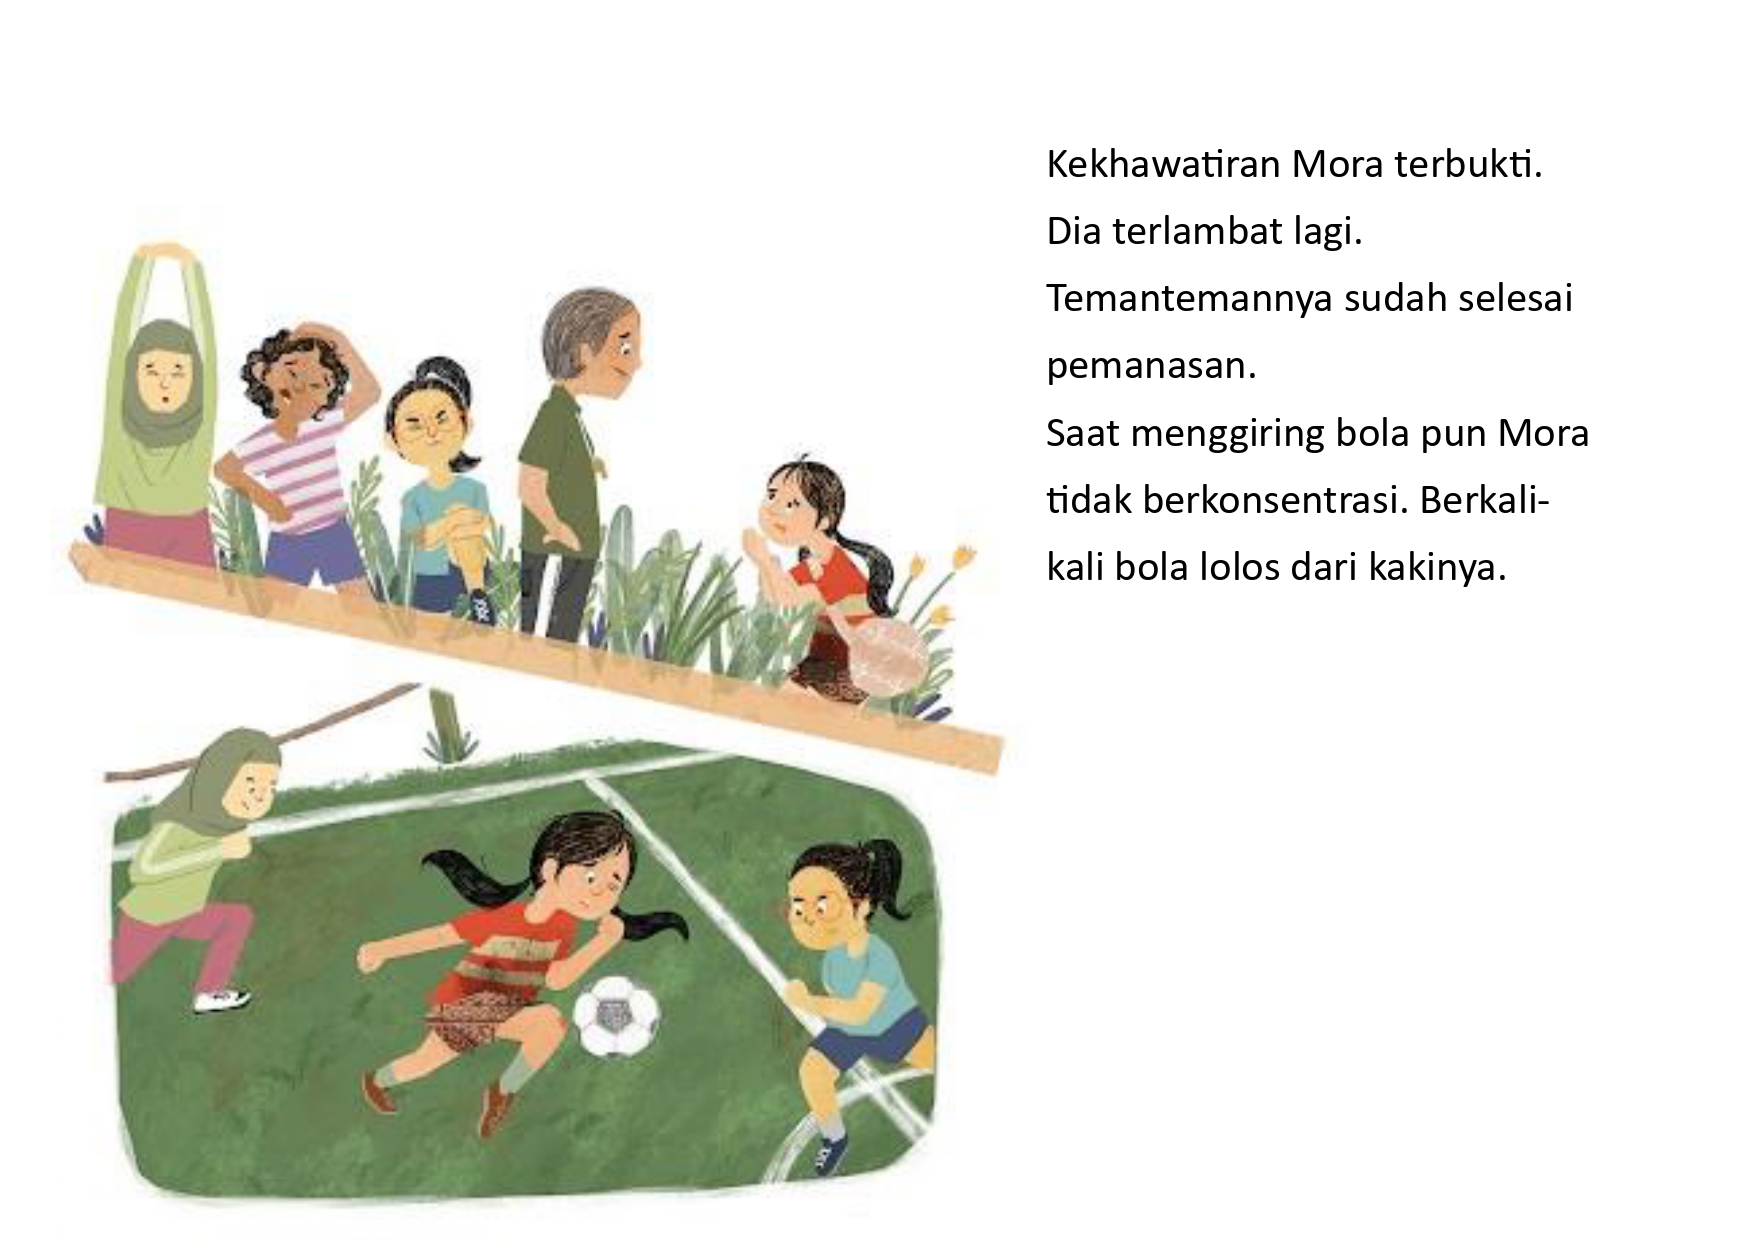 Kekhawatiran Mora terbukti.
Dia terlambat lagi.
Temantemannya sudah selesai
pemanasan.
Saat menggiring bola pun Mora
tidak berkonsentrasi. Berkali-
kali bola lolos dari kakinya.